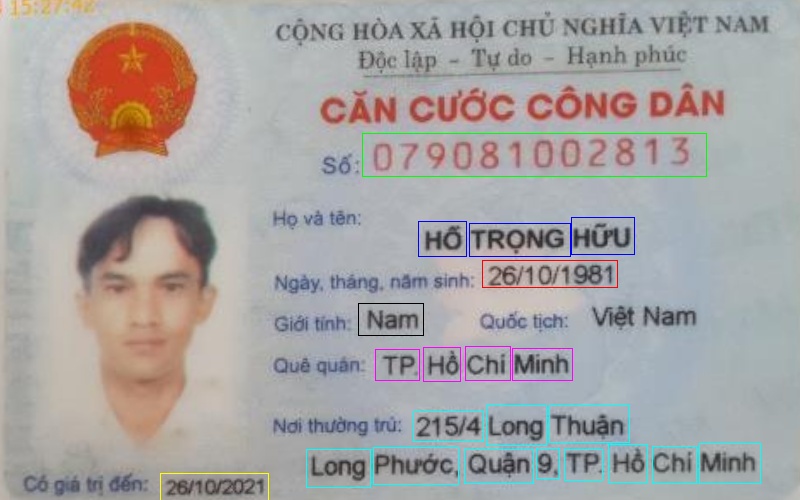 15:27:42
CỘNG HÒA XÃ HỘI CHỦ NGHĨA VIỆT NAM
Độc lập - Tự do - Hạnh phúc
CĂN CƯỚC CÔNG DÂN
Số: 079081002813
Họ và tên:
HỒ TRỌNG HỮU
Ngày, tháng, năm sinh: 26/10/1981
Giới tính: Nam Quốc tịch: Việt Nam
Quê quán: TP. Hồ Chí Minh
Nơi thường trú: 215/4 Long Thuận
Long Phước, Quận 9, TP. Hồ Chí Minh
Có giá trị đến: 26/10/2021